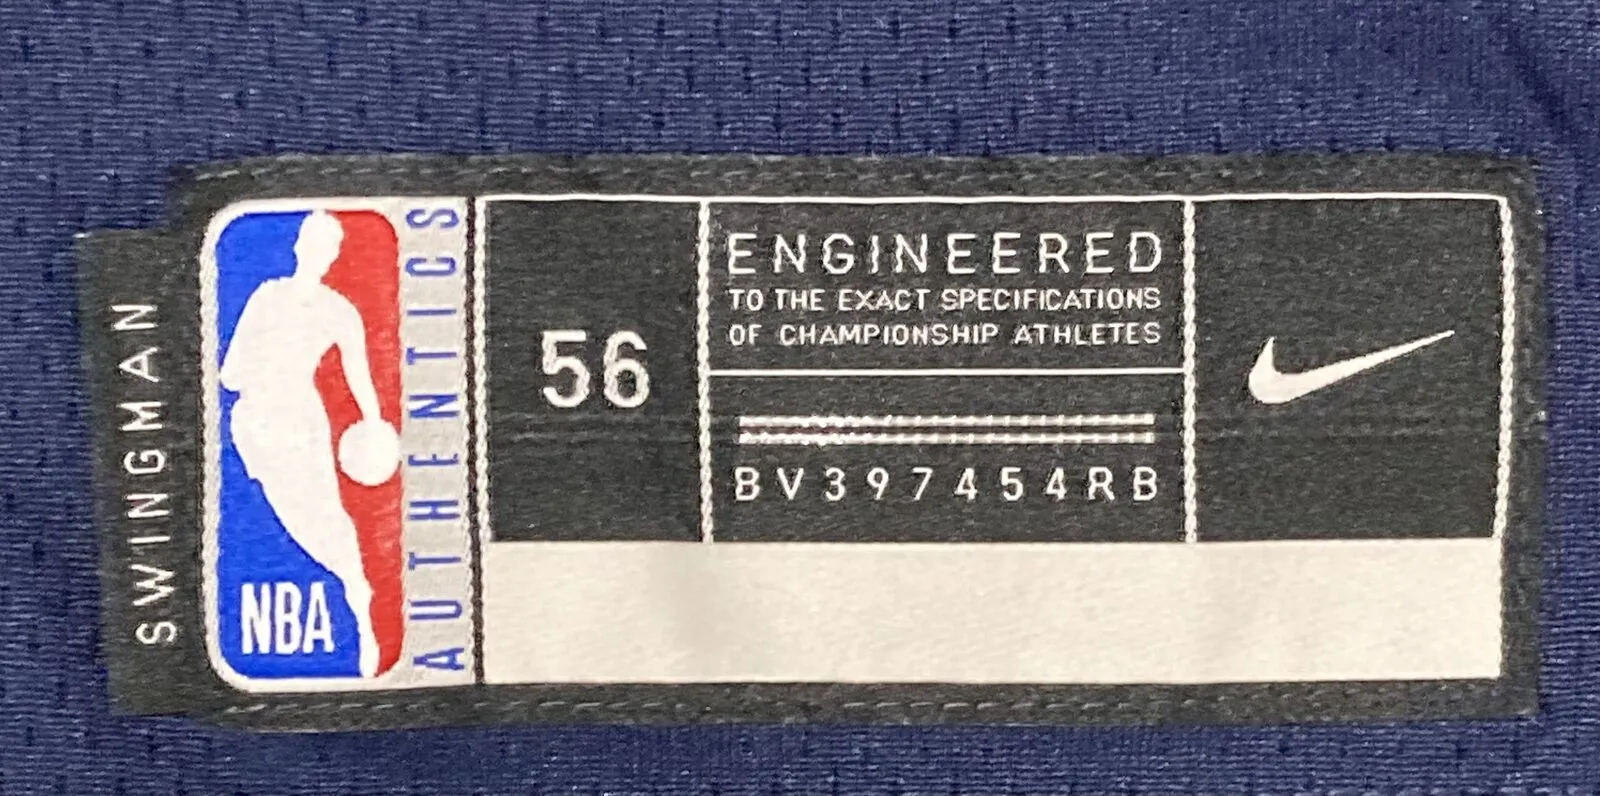 SWINGMAN
NBA
AUTHENTICS
56
ENGINEERED
TO THE EXACT SPECIFICATIONS
OF CHAMPIONSHIP ATHLETES
BV397454RB